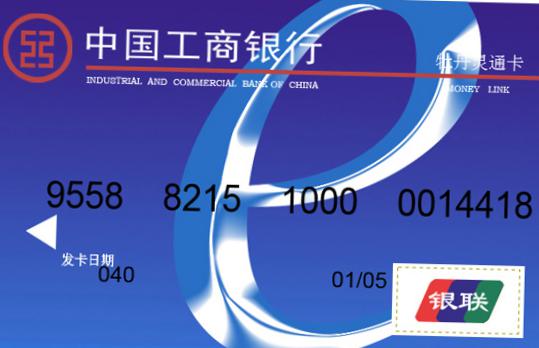 中国工商银行
INDUSTRIAL AND COMMERCIAL BANK OF CHINA
牡丹灵通卡
MONEY LINK
9558 8215 1000 0014418
发卡日期
040
01/05
银联